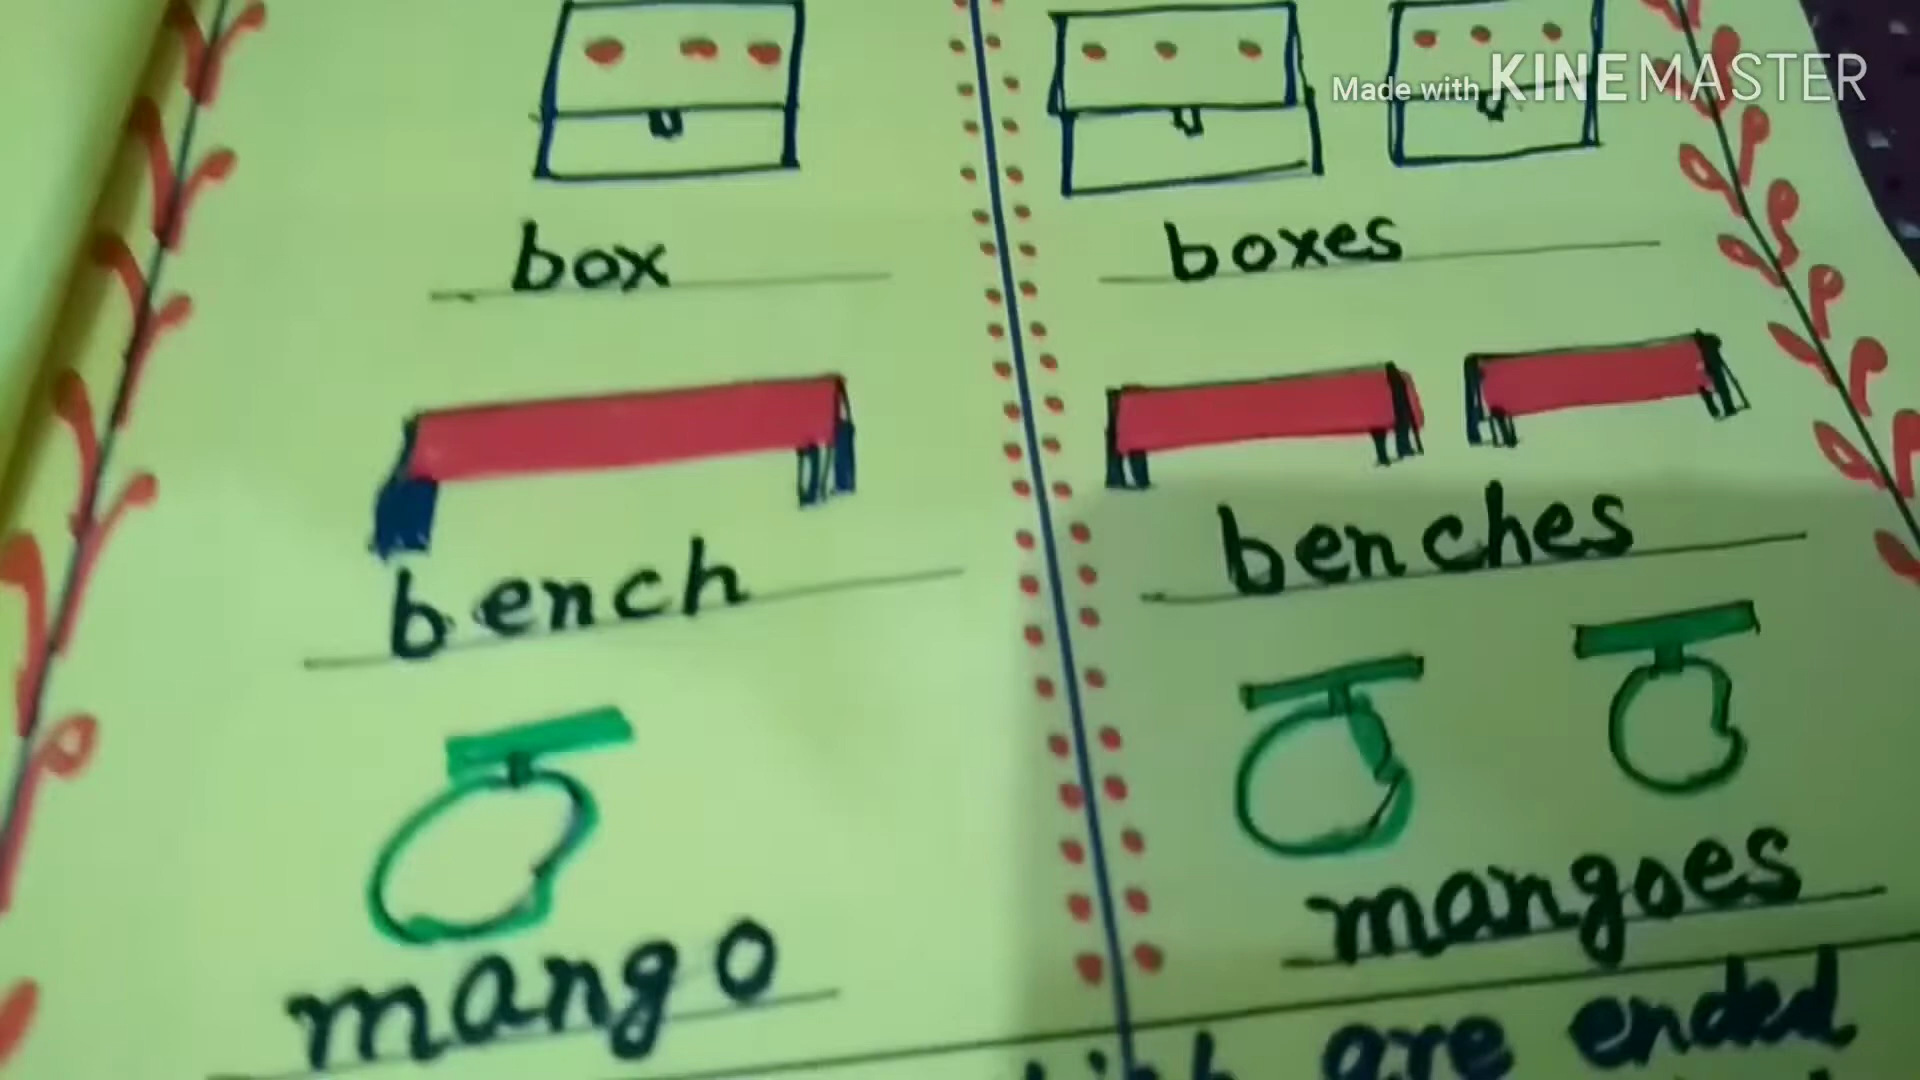 Made with KINEMASTER
box boxes
bench benches
mango mangoes
are ended